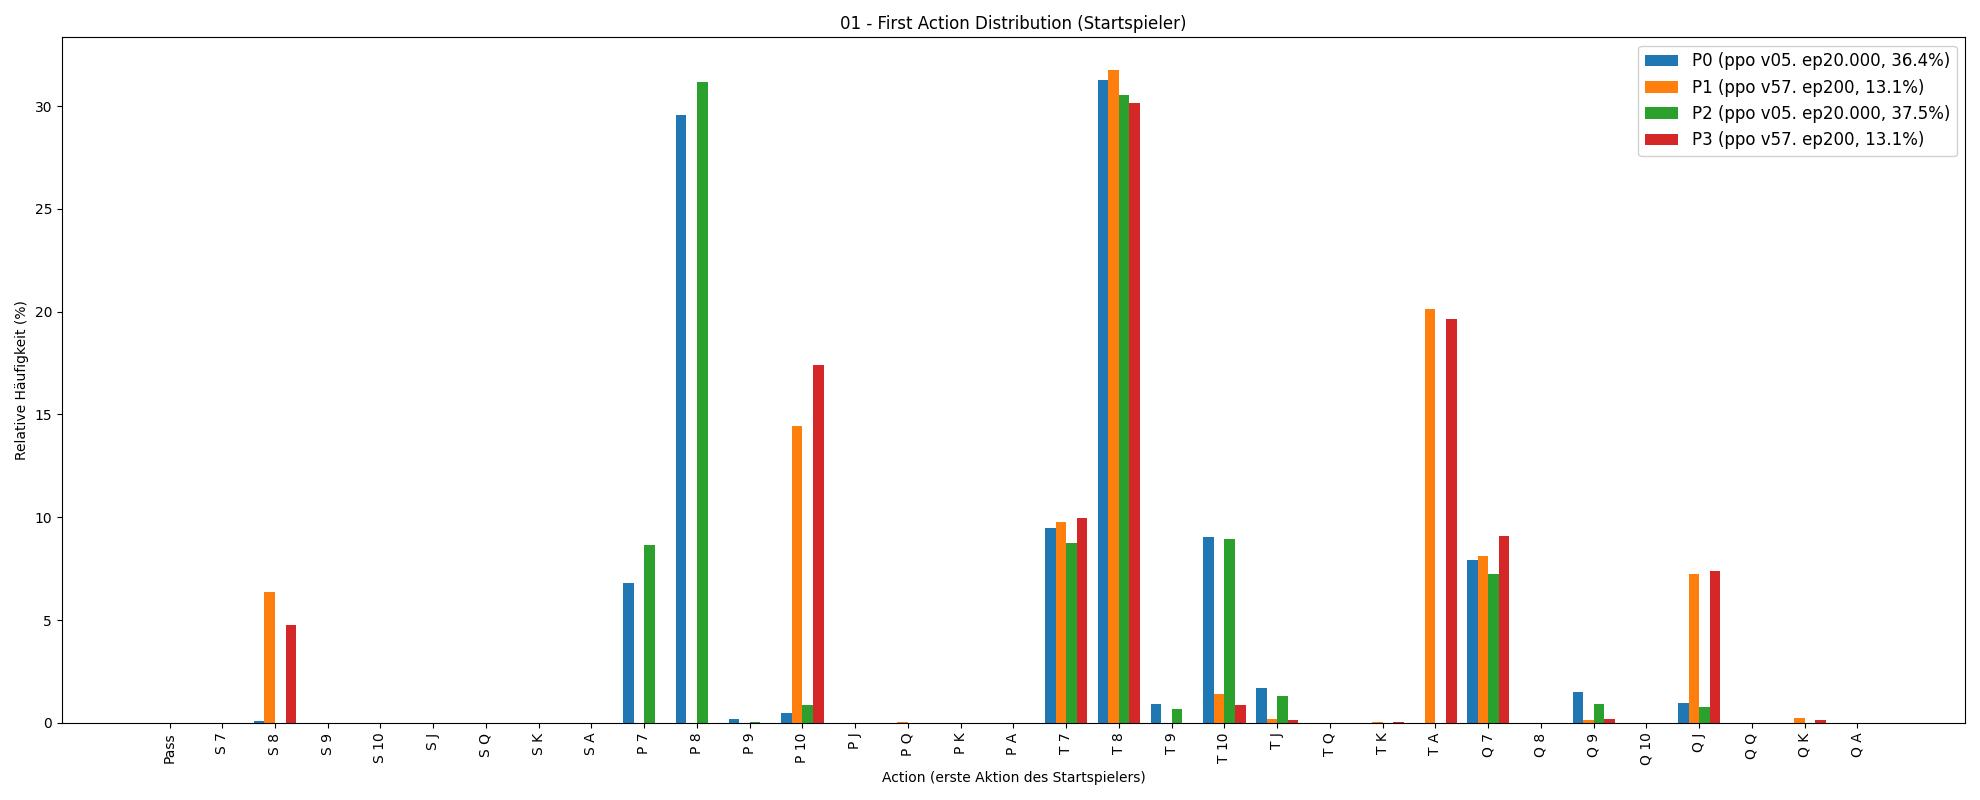 01 - First Action Distribution (Startspieler)
P0 (ppo v05. ep20.000, 36.4%)
P1 (ppo v57. ep200, 13.1%)
P2 (ppo v05. ep20.000, 37.5%)
P3 (ppo v57. ep200, 13.1%)
Relative Häufigkeit (%)
30
25
20
15
10
5
0
Pass
S 7
S 8
S 9
S 10
S J
S Q
S K
S A
P 7
P 8
P 9
P 10
P J
P Q
P K
P A
T 7
T 8
T 9
T 10
T J
T Q
T K
T A
Q 7
Q 8
Q 9
Q 10
Q J
Q Q
Q K
Q A
Action (erste Aktion des Startspielers)